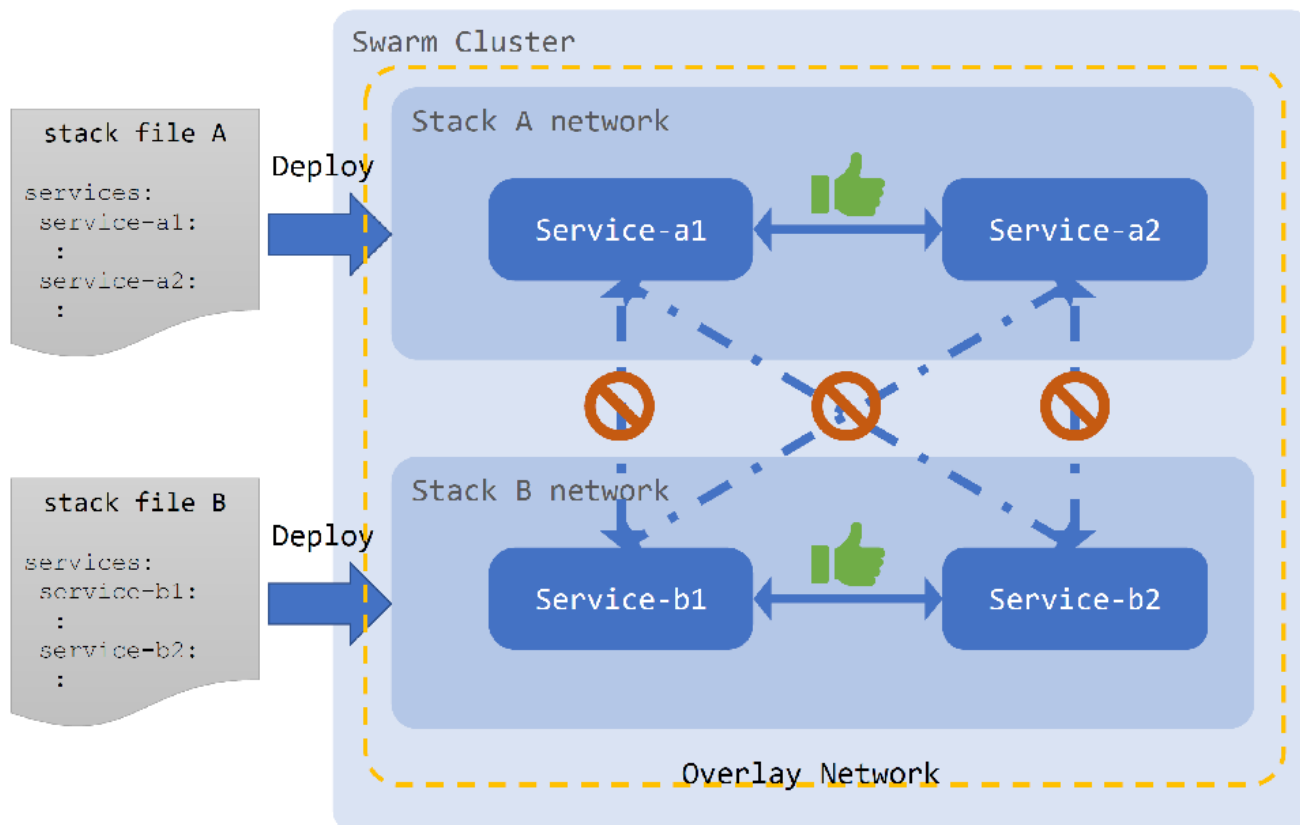 Swarm Cluster
stack file A
services:
service-a1:
:
service-a2:
:
Deploy
Stack A network
Service-a1
Service-a2
stack file B
services:
service-b1:
:
service-b2:
:
Deploy
Stack B network
Service-b1
Service-b2
Overlay Network